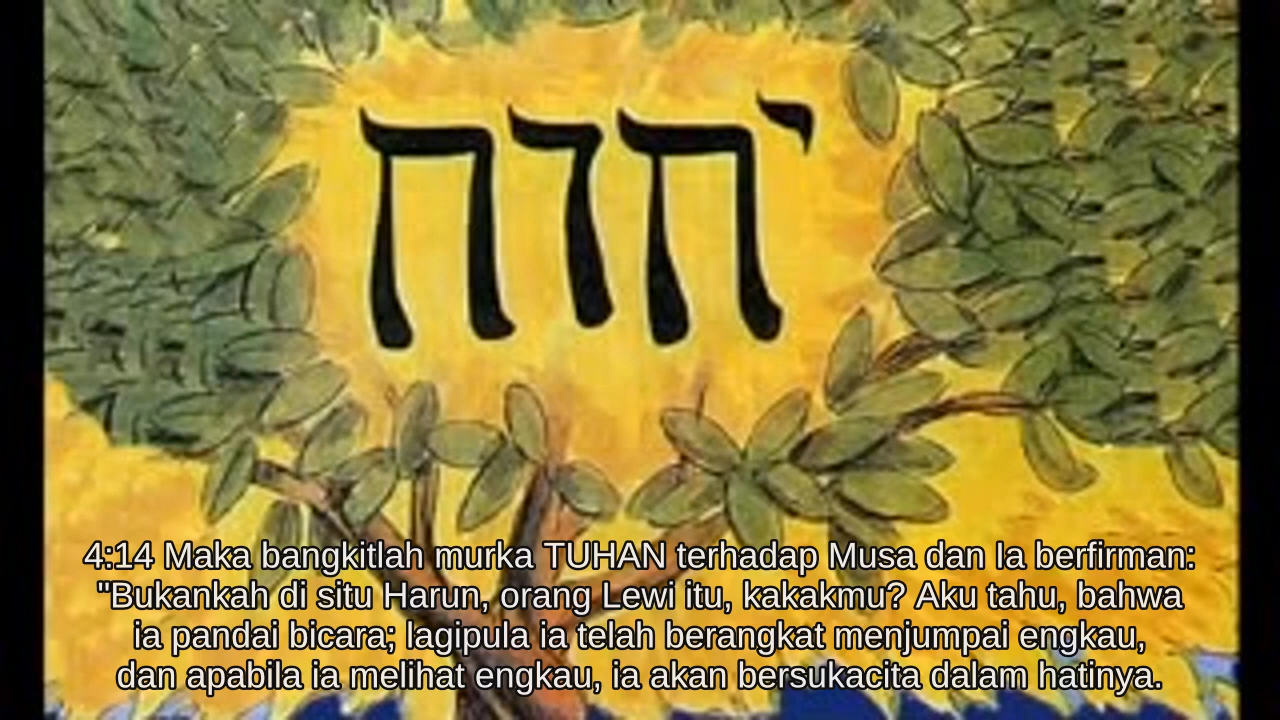 יהוה
4:14 Maka bangkitlah murka TUHAN terhadap Musa dan Ia berfirman:
"Bukankah di situ Harun, orang Lewi itu, kakakmu? Aku tahu, bahwa
ia pandai bicara; lagipula ia telah berangkat menjumpai engkau,
dan apabila ia melihat engkau, ia akan bersukacita dalam hatinya.